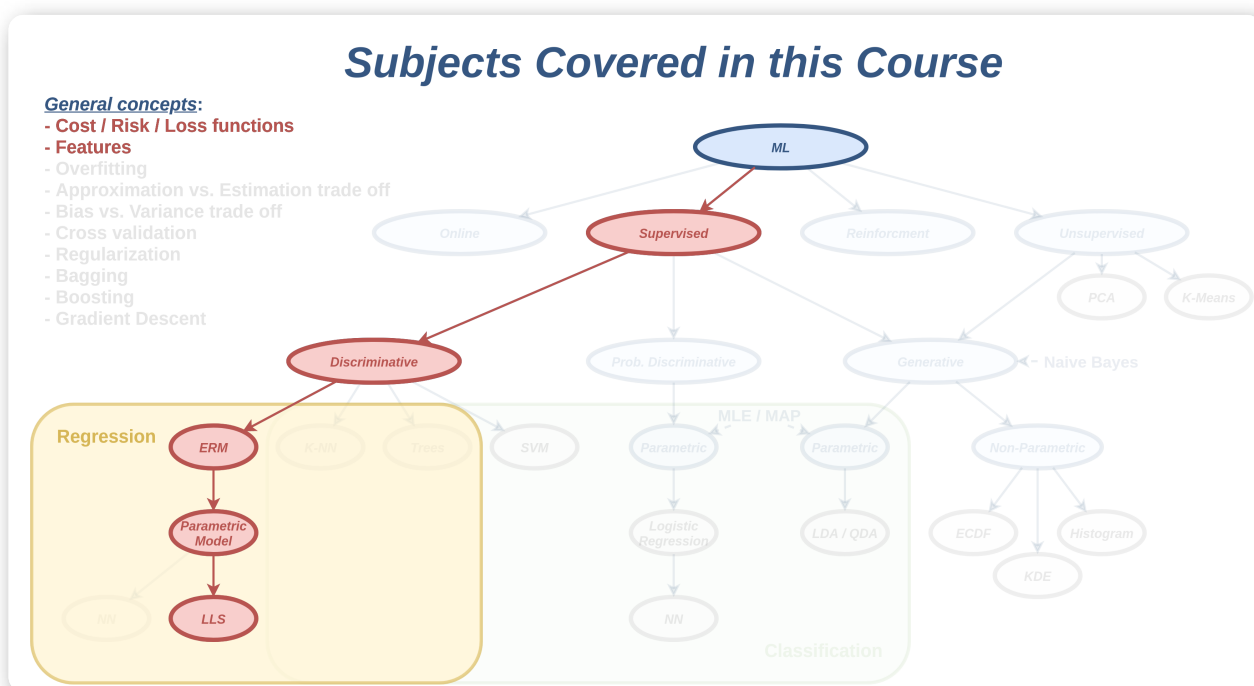 Subjects Covered in this Course
General concepts:
- Cost / Risk / Loss functions
- Features
- Overfitting
- Approximation vs. Estimation trade off
- Bias vs. Variance trade off
- Cross validation
- Regularization
- Bagging
- Boosting
- Gradient Descent
ML
Online
Supervised
Reinforcment
Unsupervised
PCA
K-Means
Discriminative
Prob. Discriminative
Generative
Naive Bayes
Regression
ERM
K-NN
Trees
SVM
MLE / MAP
Parametric
Parametric
Non-Parametric
Parametric
Model
Logistic
Regression
LDA / QDA
ECDF
Histogram
KDE
NN
LLS
NN
Classification